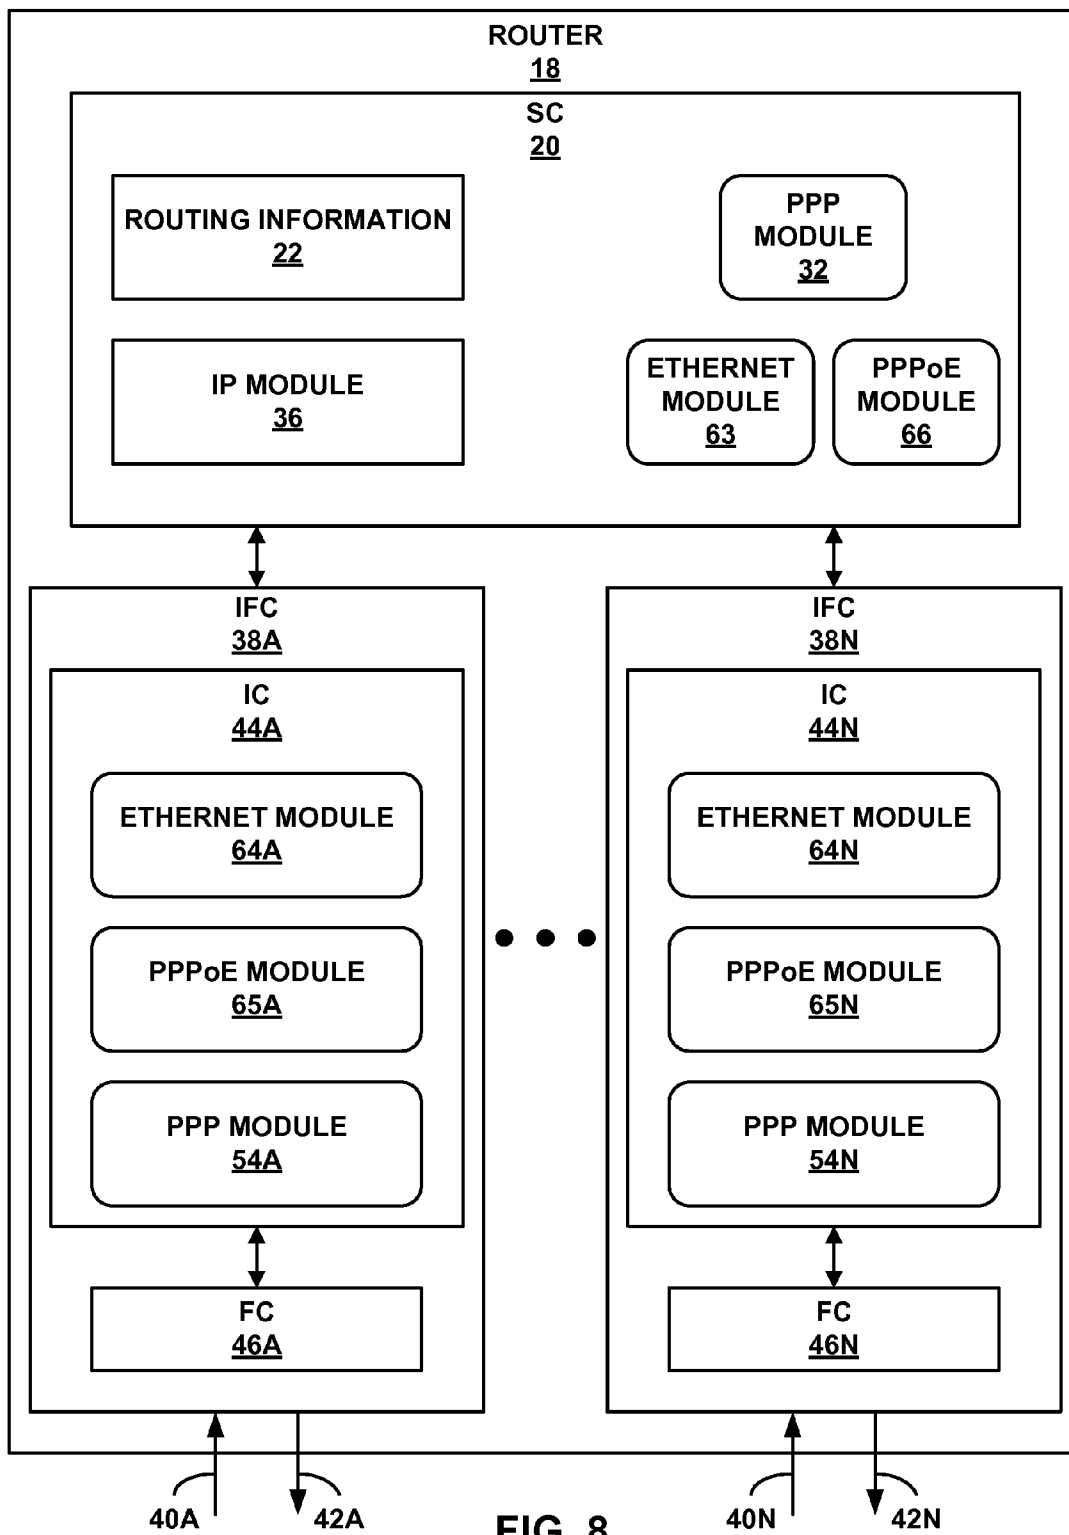 ROUTER
18
SC
20
ROUTING INFORMATION
22
PPP
MODULE
32
IP MODULE
36
ETHERNET
MODULE
63
PPPoE
MODULE
66
IFC
38A
IC
44A
ETHERNET MODULE
64A
PPPoE MODULE
65A
PPP MODULE
54A
FC
46A
IFC
38N
IC
44N
ETHERNET MODULE
64N
PPPoE MODULE
65N
PPP MODULE
54N
FC
46N
40A
42A
40N
42N
FIG. 8